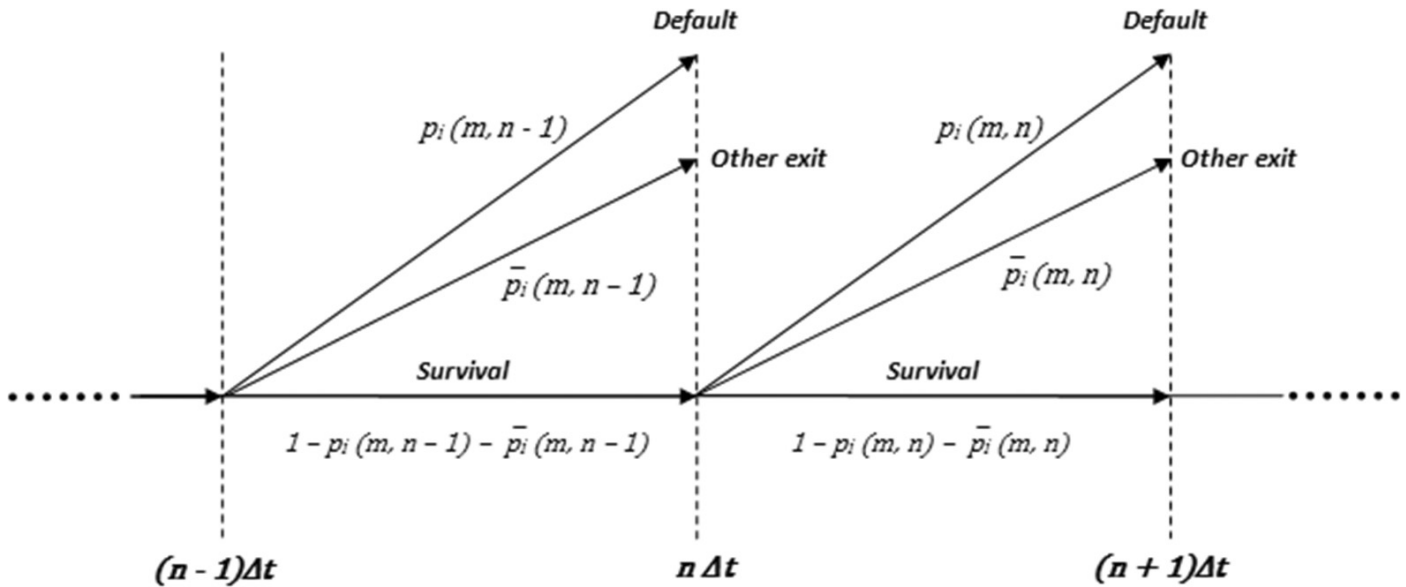 Default
Default
pᵢ (m, n - 1)
pᵢ (m, n)
Other exit
Other exit
p̄ᵢ (m, n – 1)
p̄ᵢ (m, n)
Survival
Survival
1 – pᵢ (m, n – 1) – p̄ᵢ (m, n – 1)
1 – pᵢ (m, n) – p̄ᵢ (m, n)
(n - 1)Δt
n Δt
(n + 1)Δt